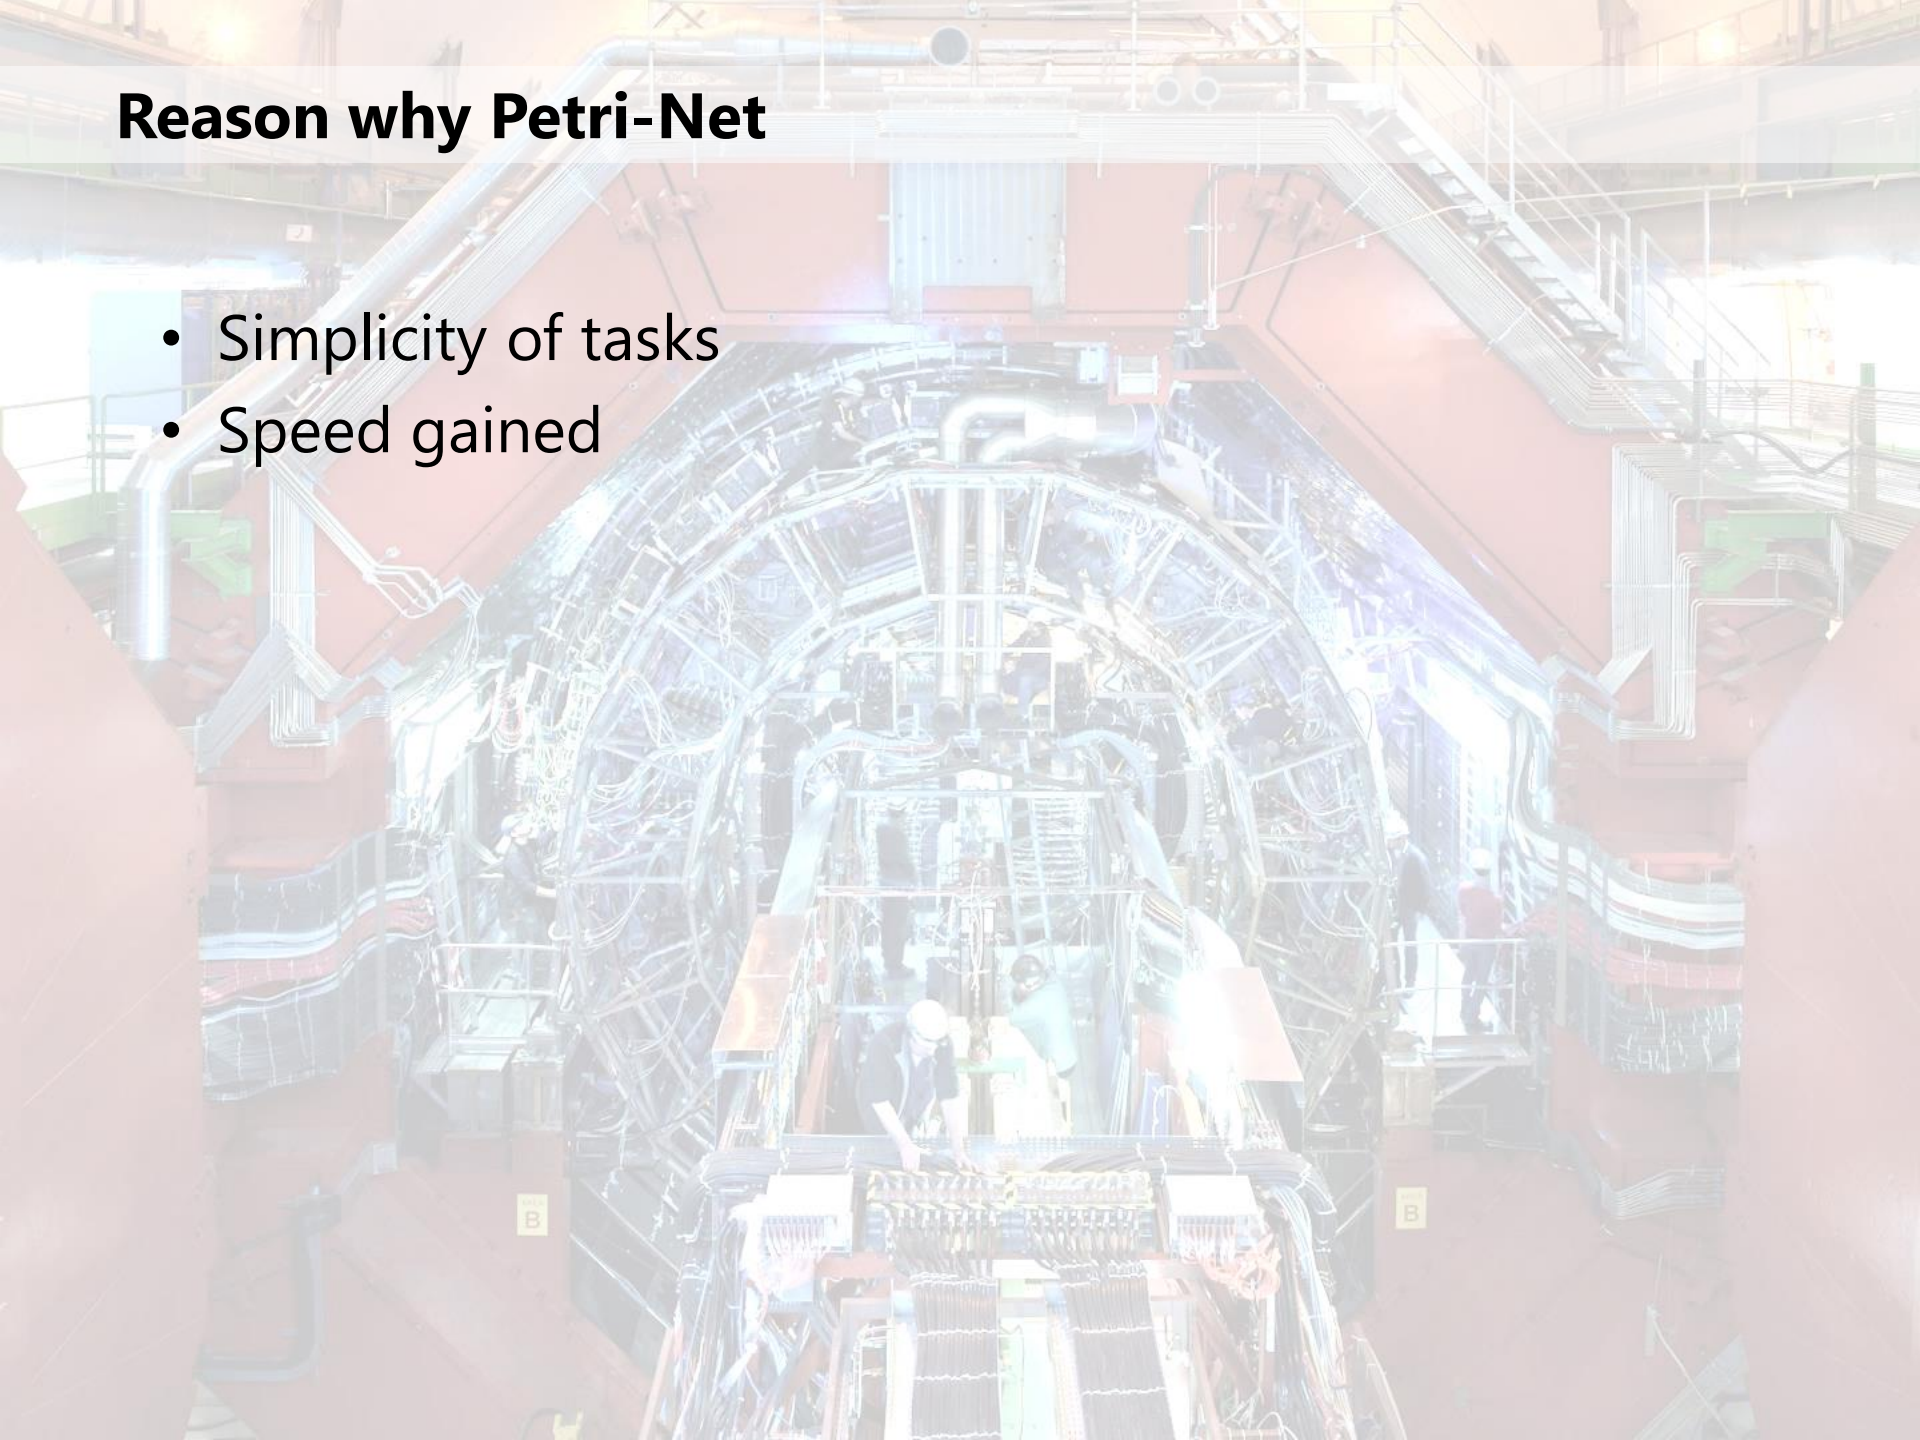 Reason why Petri-Net
• Simplicity of tasks
• Speed gained
B
B